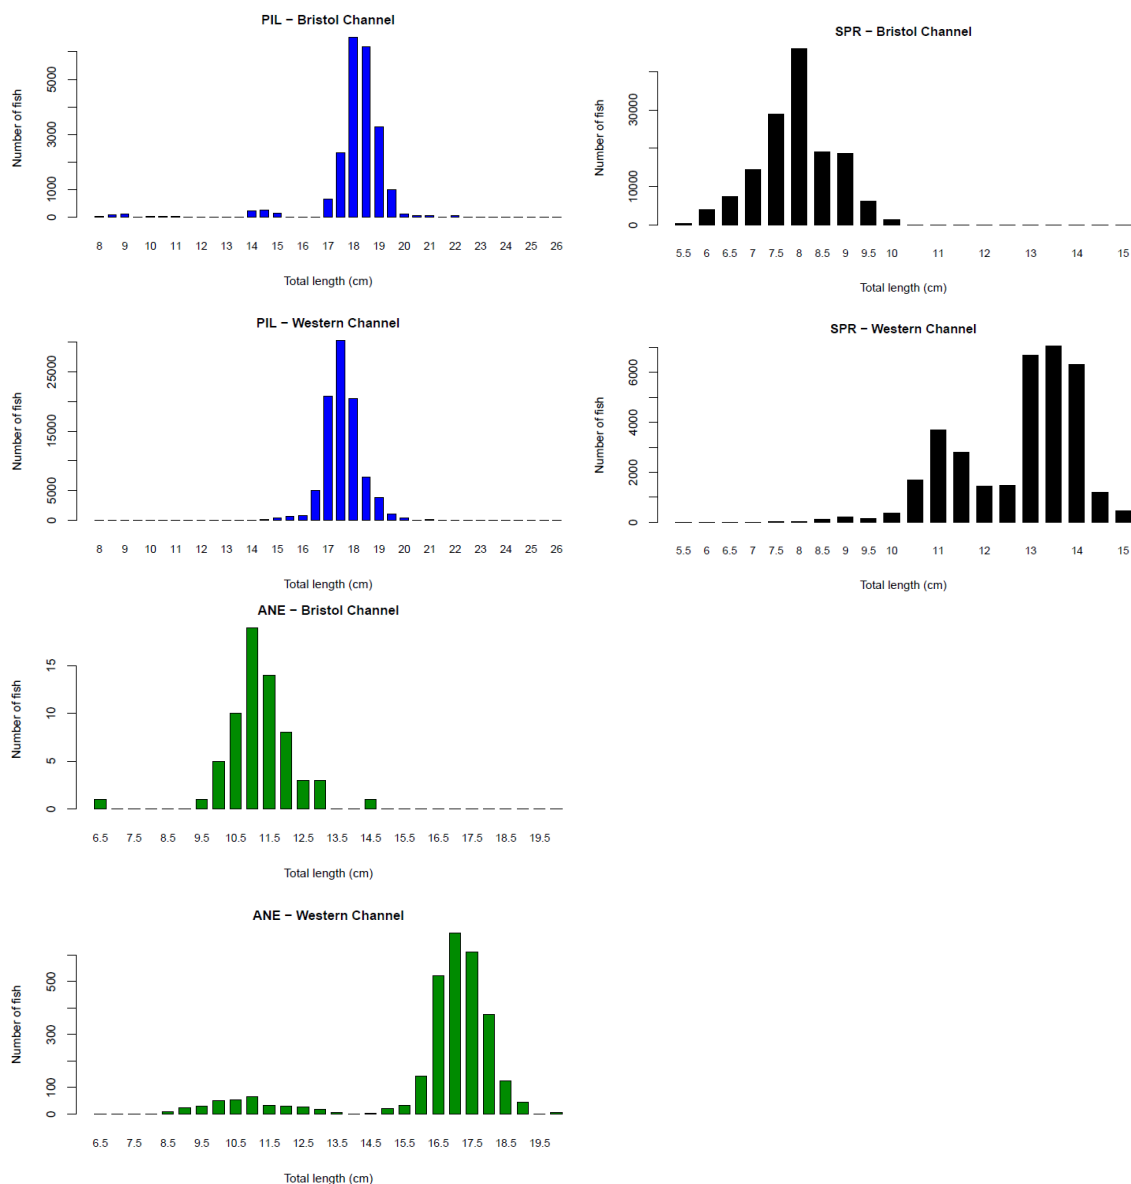 PIL − Bristol Channel
Number of fish
0 1000 3000 5000
8 9 10 11 12 13 14 15 16 17 18 19 20 21 22 23 24 25 26
Total length (cm)
SPR − Bristol Channel
Number of fish
0 10000 30000
5.5 6 6.5 7 7.5 8 8.5 9 9.5 10 11 12 13 14 15
Total length (cm)
PIL − Western Channel
Number of fish
0 5000 15000 25000
8 9 10 11 12 13 14 15 16 17 18 19 20 21 22 23 24 25 26
Total length (cm)
SPR − Western Channel
Number of fish
0 2000 4000 6000
5.5 6 6.5 7 7.5 8 8.5 9 9.5 10 11 12 13 14 15
Total length (cm)
ANE − Bristol Channel
Number of fish
0 5 10 15
6.5 7.5 8.5 9.5 10.5 11.5 12.5 13.5 14.5 15.5 16.5 17.5 18.5 19.5
Total length (cm)
ANE − Western Channel
Number of fish
0 100 300 500
6.5 7.5 8.5 9.5 10.5 11.5 12.5 13.5 14.5 15.5 16.5 17.5 18.5 19.5
Total length (cm)